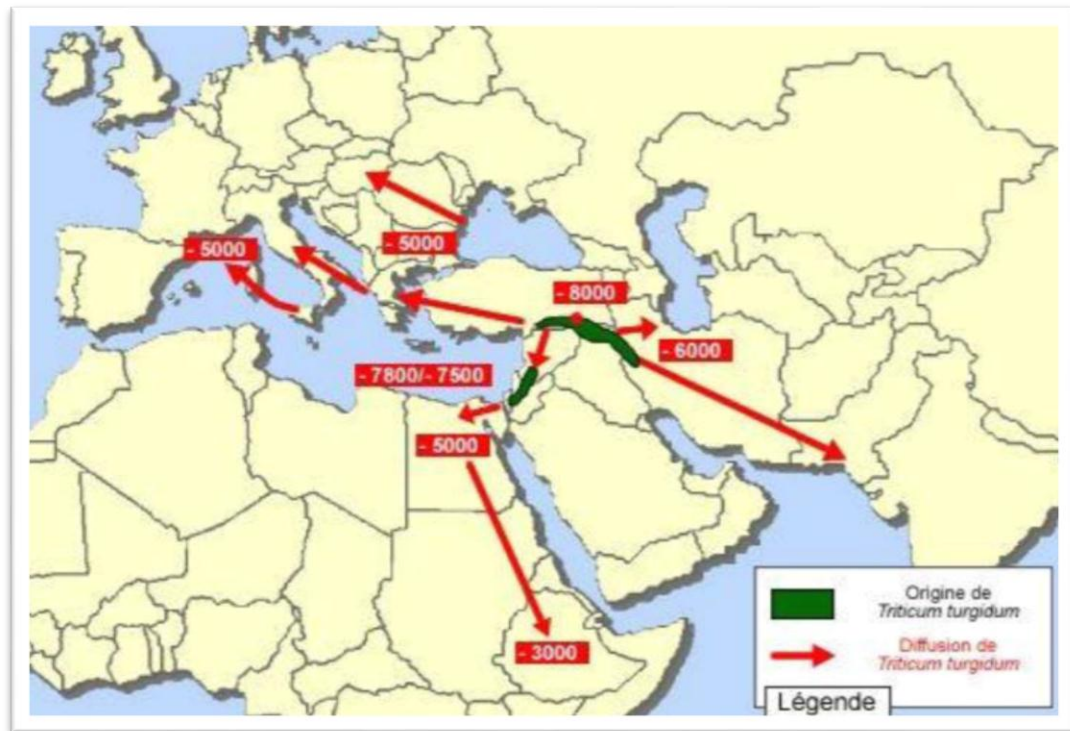 - 5000
- 5000
- 8000
- 6000
- 7800/- 7500
- 5000
- 3000
Origine de
Triticum turgidum
Diffusion de
Triticum turgidum
Légende